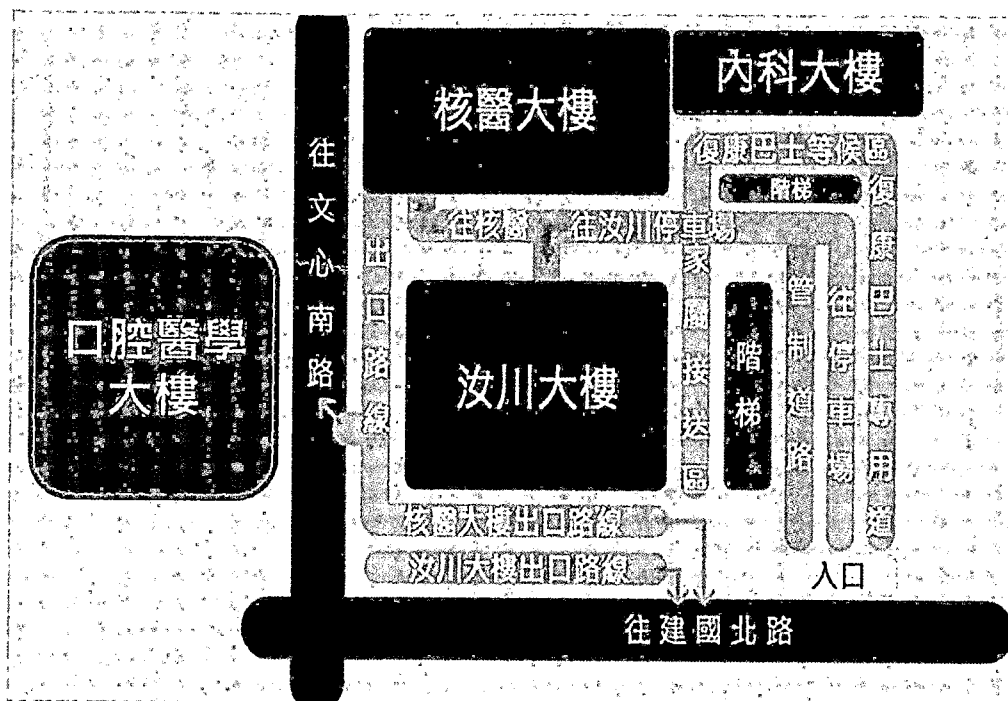 核醫大樓
內科大樓
往文心南路
復康巴士等候區
階梯
復康巴士專用道
往核醫
往汝川停車場
出口路線
家屬接送區
管制道路
往停車場
口腔醫學
大樓
汝川大樓
階梯
核醫大樓出口路線
汝川大樓出口路線
入口
往建國北路